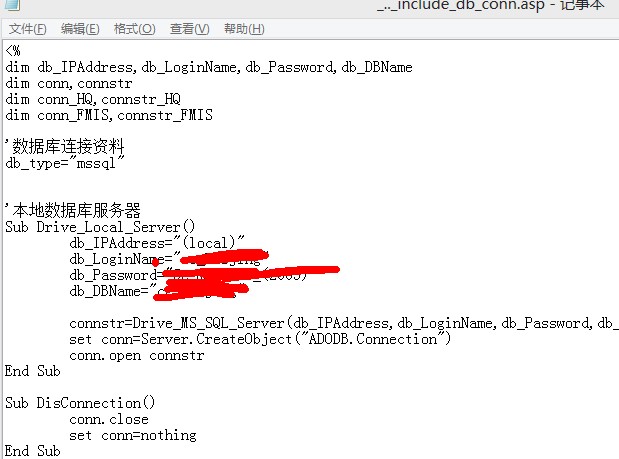 _.._include_db_conn.asp - 记事本
文件(F) 编辑(E) 格式(O) 查看(V) 帮助(H)
<%
dim db_IPAddress,db_LoginName,db_Password,db_DBName
dim conn,connstr
dim conn_HQ,connstr_HQ
dim conn_FMIS,connstr_FMIS
'数据库连接资料
db_type="mssql"
'本地数据库服务器
Sub Drive_Local_Server()
db_IPAddress="(local)"
db_LoginName="
db_Password="
db_DBName="
connstr=Drive_MS_SQL_Server(db_IPAddress,db_LoginName,db_Password,db_
set conn=Server.CreateObject("ADODB.Connection")
conn.open connstr
End Sub
Sub DisConnection()
conn.close
set conn=nothing
End Sub